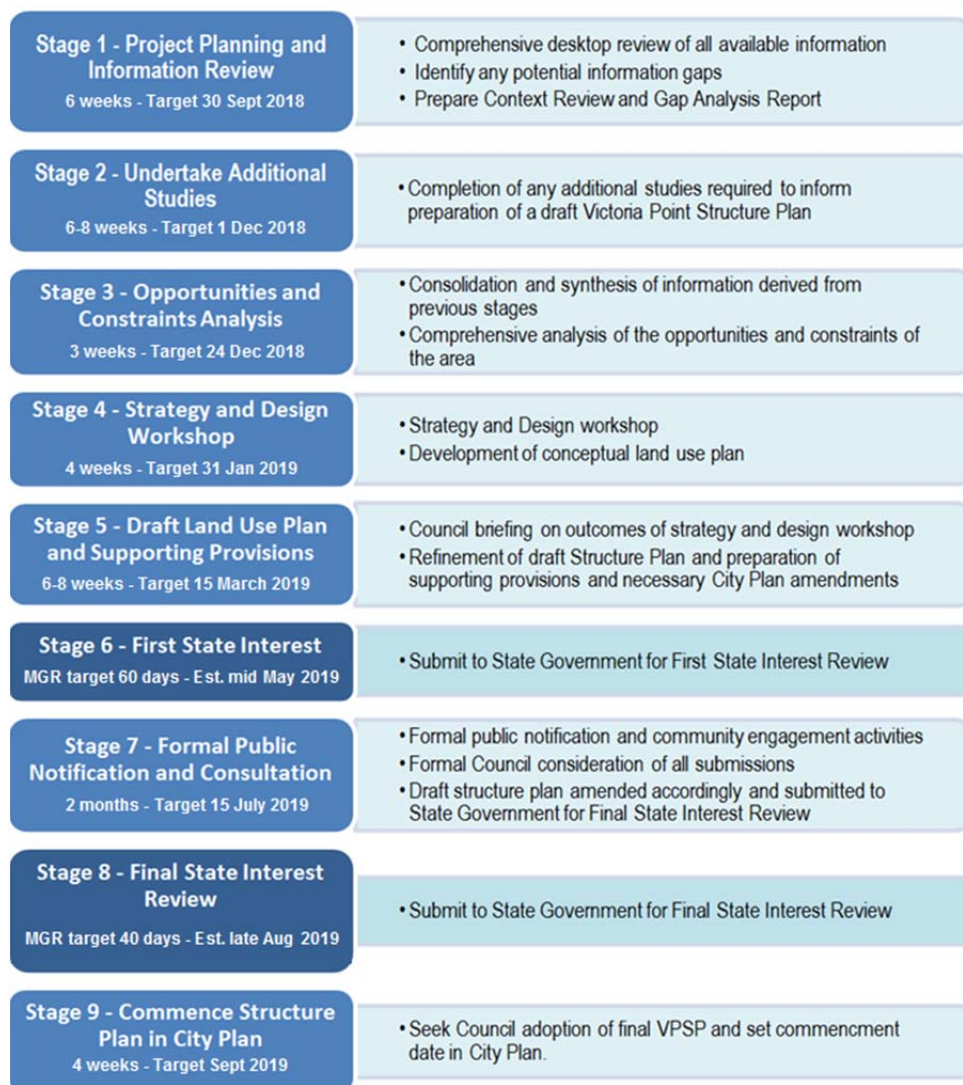 Stage 1 - Project Planning and
Information Review
6 weeks - Target 30 Sept 2018
• Comprehensive desktop review of all available information
• Identify any potential information gaps
• Prepare Context Review and Gap Analysis Report
Stage 2 - Undertake Additional
Studies
6-8 weeks - Target 1 Dec 2018
• Completion of any additional studies required to inform
preparation of a draft Victoria Point Structure Plan
Stage 3 - Opportunities and
Constraints Analysis
3 weeks - Target 24 Dec 2018
• Consolidation and synthesis of information derived from
previous stages
• Comprehensive analysis of the opportunities and constraints of
the area
Stage 4 - Strategy and Design
Workshop
4 weeks - Target 31 Jan 2019
• Strategy and Design workshop
• Development of conceptual land use plan
Stage 5 - Draft Land Use Plan
and Supporting Provisions
6-8 weeks - Target 15 March 2019
• Council briefing on outcomes of strategy and design workshop
• Refinement of draft Structure Plan and preparation of
supporting provisions and necessary City Plan amendments
Stage 6 - First State Interest
MGR target 60 days - Est. mid May 2019
• Submit to State Government for First State Interest Review
Stage 7 - Formal Public
Notification and Consultation
2 months - Target 15 July 2019
• Formal public notification and community engagement activities
• Formal Council consideration of all submissions
• Draft structure plan amended accordingly and submitted to
State Government for Final State Interest Review
Stage 8 - Final State Interest
Review
MGR target 40 days - Est. late Aug 2019
• Submit to State Government for Final State Interest Review
Stage 9 - Commence Structure
Plan in City Plan
4 weeks - Target Sept 2019
• Seek Council adoption of final VPSP and set commencment
date in City Plan.